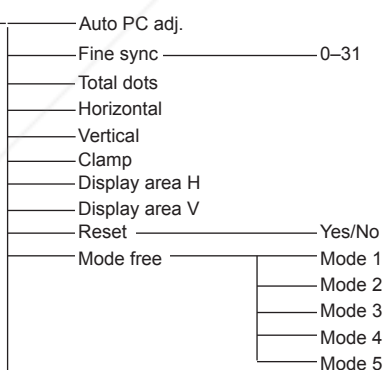 Auto PC adj.
Fine sync 0–31
Total dots
Horizontal
Vertical
Clamp
Display area H
Display area V
Reset Yes/No
Mode free Mode 1
Mode 2
Mode 3
Mode 4
Mode 5